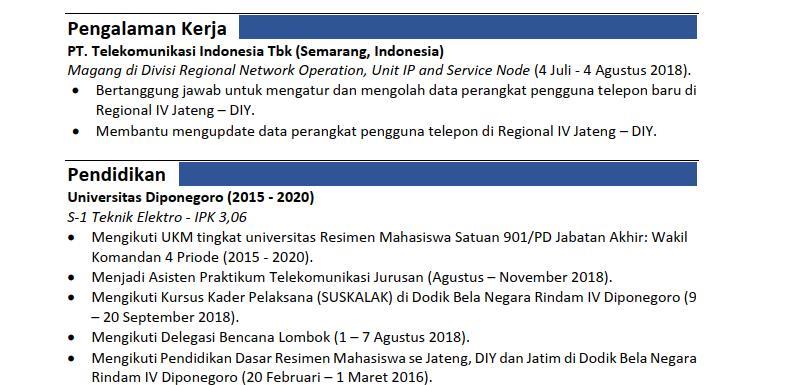 Pengalaman Kerja
PT. Telekomunikasi Indonesia Tbk (Semarang, Indonesia)
Magang di Divisi Regional Network Operation, Unit IP and Service Node (4 Juli - 4 Agustus 2018).
• Bertanggung jawab untuk mengatur dan mengolah data perangkat pengguna telepon baru di
Regional IV Jateng – DIY.
• Membantu mengupdate data perangkat pengguna telepon di Regional IV Jateng – DIY.
Pendidikan
Universitas Diponegoro (2015 - 2020)
S-1 Teknik Elektro - IPK 3,06
• Mengikuti UKM tingkat universitas Resimen Mahasiswa Satuan 901/PD Jabatan Akhir: Wakil
Komandan 4 Priode (2015 - 2020).
• Menjadi Asisten Praktikum Telekomunikasi Jurusan (Agustus – November 2018).
• Mengikuti Kursus Kader Pelaksana (SUSKALAK) di Dodik Bela Negara Rindam IV Diponegoro (9
– 20 September 2018).
• Mengikuti Delegasi Bencana Lombok (1 – 7 Agustus 2018).
• Mengikuti Pendidikan Dasar Resimen Mahasiswa se Jateng, DIY dan Jatim di Dodik Bela Negara
Rindam IV Diponegoro (20 Februari – 1 Maret 2016).